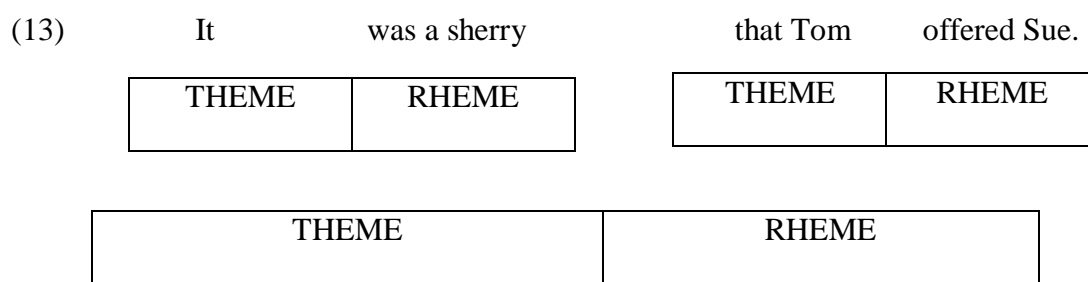 (13) It was a sherry that Tom offered Sue.
THEME RHEME THEME RHEME
THEME RHEME